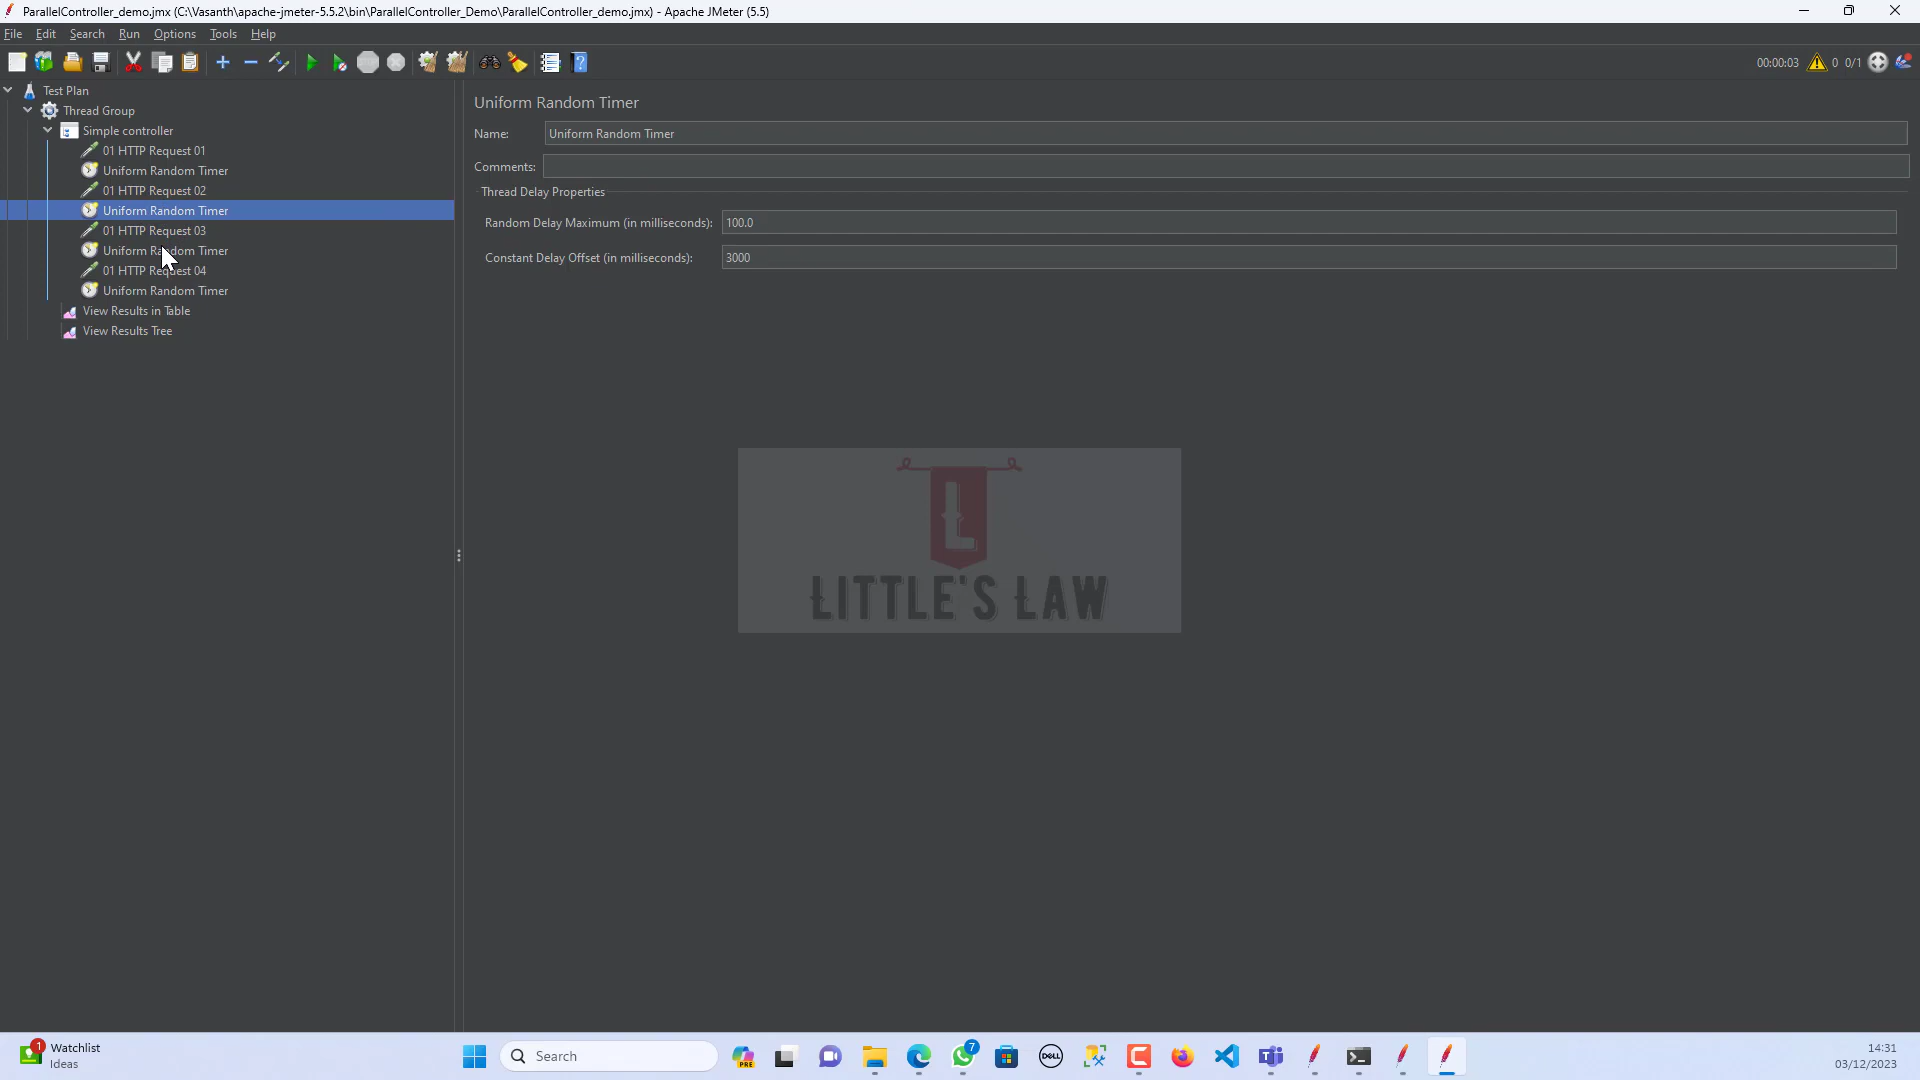 ParallelController_demo.jmx (C:\Vasanth\apache-jmeter-5.5.2\bin\ParallelController_Demo\ParallelController_demo.jmx) - Apache JMeter (5.5)
File Edit Search Run Options Tools Help
00:00:03 0 0/1
Test Plan
Thread Group
Simple controller
01 HTTP Request 01
Uniform Random Timer
01 HTTP Request 02
Uniform Random Timer
01 HTTP Request 03
Uniform Random Timer
01 HTTP Request 04
Uniform Random Timer
View Results in Table
View Results Tree
Uniform Random Timer
Name: Uniform Random Timer
Comments:
Thread Delay Properties
Random Delay Maximum (in milliseconds): 100.0
Constant Delay Offset (in milliseconds): 3000
L
LITTLE'S LAW
1
Watchlist
Ideas
Search
PRE
7
DELL
14:31
03/12/2023